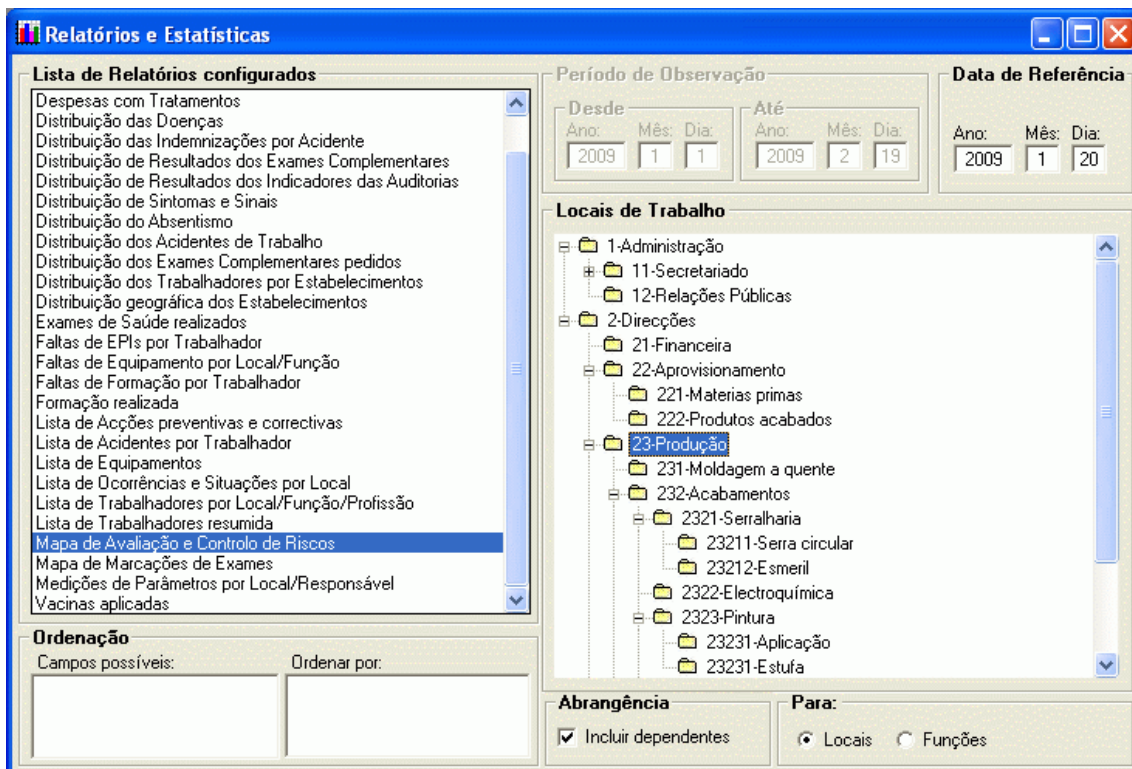 Relatórios e Estatísticas
Lista de Relatórios configurados
Despesas com Tratamentos
Distribuição das Doenças
Distribuição das Indemnizações por Acidente
Distribuição de Resultados dos Exames Complementares
Distribuição de Resultados dos Indicadores das Auditorias
Distribuição de Sintomas e Sinais
Distribuição do Absentismo
Distribuição dos Acidentes de Trabalho
Distribuição dos Exames Complementares pedidos
Distribuição dos Trabalhadores por Estabelecimentos
Distribuição geográfica dos Estabelecimentos
Exames de Saúde realizados
Faltas de EPIs por Trabalhador
Faltas de Equipamento por Local/Função
Faltas de Formação por Trabalhador
Formação realizada
Lista de Acções preventivas e correctivas
Lista de Acidentes por Trabalhador
Lista de Equipamentos
Lista de Ocorrências e Situações por Local
Lista de Trabalhadores por Local/Função/Profissão
Lista de Trabalhadores resumida
Mapa de Avaliação e Controlo de Riscos
Mapa de Marcações de Exames
Medições de Parâmetros por Local/Responsável
Vacinas aplicadas
Ordenação
Campos possíveis: Ordenar por:
Período de Observação
Desde
Ano: Mês: Dia:
2009 1 1
Até
Ano: Mês: Dia:
2009 2 19
Data de Referência
Ano: Mês: Dia:
2009 1 20
Locais de Trabalho
1-Administração
11-Secretariado
12-Relações Públicas
2-Direcções
21-Financeira
22-Aprovisionamento
221-Materias primas
222-Produtos acabados
23-Produção
231-Moldagem a quente
232-Acabamentos
2321-Serralharia
23211-Serra circular
23212-Esmeril
2322-Electroquímica
2323-Pintura
23231-Aplicação
23231-Estufa
Abrangência
Incluir dependentes
Para:
Locais Funções